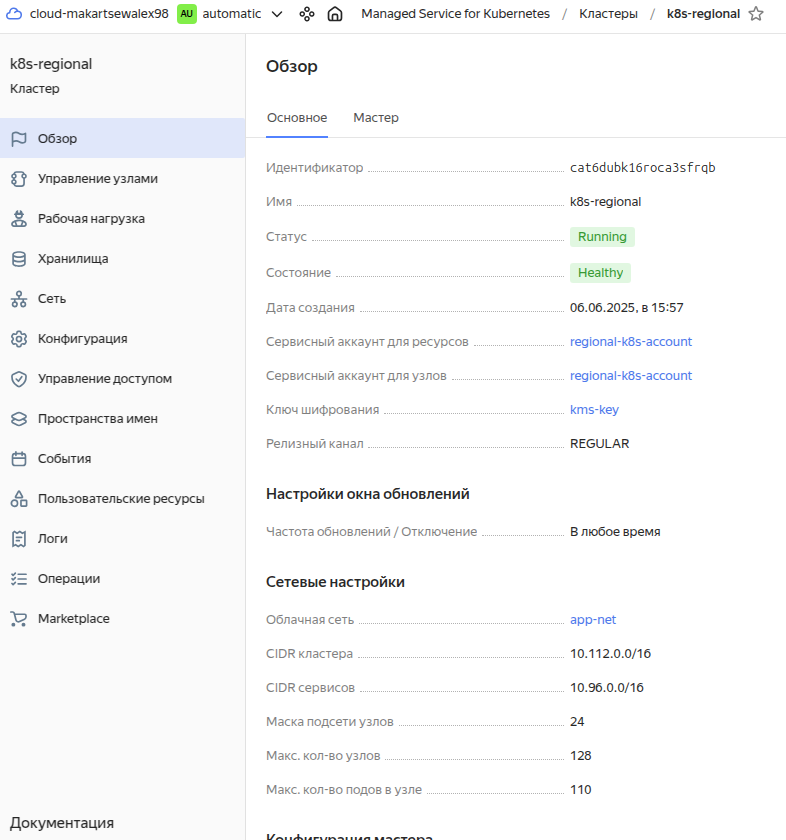 cloud-makartsewalex98 AU automatic Managed Service for Kubernetes / Кластеры / k8s-regional
k8s-regional
Кластер
Обзор
Управление узлами
Рабочая нагрузка
Хранилища
Сеть
Конфигурация
Управление доступом
Пространства имен
События
Пользовательские ресурсы
Логи
Операции
Marketplace
Документация
Обзор
Основное Мастер
Идентификатор cat6dubk16roca3sfrqb
Имя k8s-regional
Статус Running
Состояние Healthy
Дата создания 06.06.2025, в 15:57
Сервисный аккаунт для ресурсов regional-k8s-account
Сервисный аккаунт для узлов regional-k8s-account
Ключ шифрования kms-key
Релизный канал REGULAR
Настройки окна обновлений
Частота обновлений / Отключение В любое время
Сетевые настройки
Облачная сеть app-net
CIDR кластера 10.112.0.0/16
CIDR сервисов 10.96.0.0/16
Маска подсети узлов 24
Макс. кол-во узлов 128
Макс. кол-во подов в узле 110
Конфигурация мастера